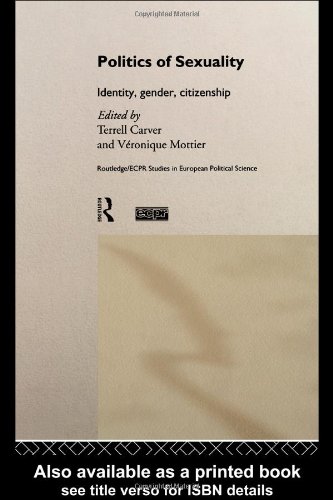 Politics of Sexuality
Identity, gender, citizenship
Edited by
Terrell Carver
and Véronique Mottier
Routledge/ECPR Studies in European Political Science
ROUTLEDGE
ecpr
Also available as a printed book
see title verso for ISBN details